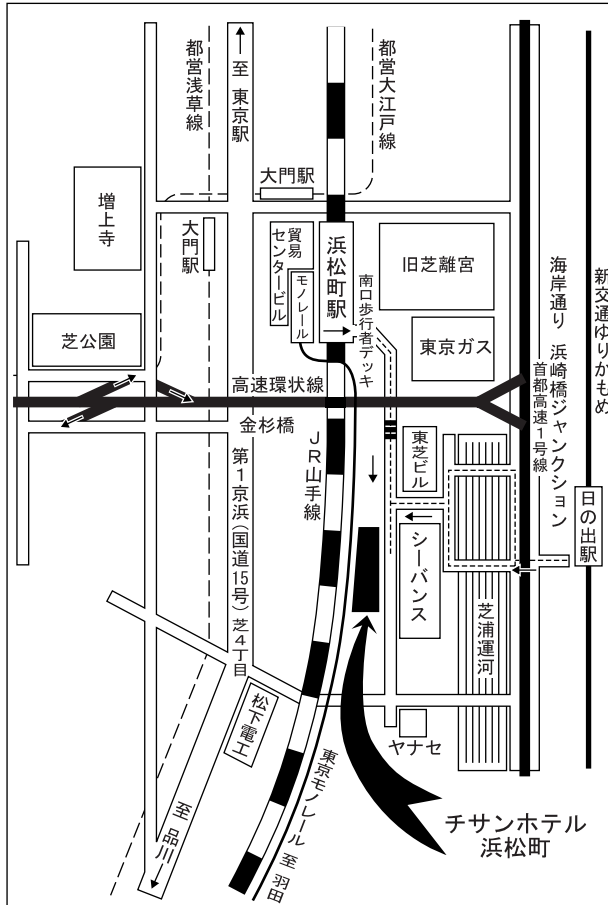 都営浅草線
至 東京駅
都営大江戸線
大門駅
増上寺
大門駅
貿易
センタービル
モノレール
浜松町駅
南口歩行者デッキ
旧芝離宮
東京ガス
海岸通り 浜崎橋ジャンクション
首都高速1号線
新交通ゆりかもめ
芝公園
高速環状線
金杉橋
JR山手線
第1京浜(国道15号) 芝4丁目
東芝ビル
シーバンス
日の出駅
芝浦運河
松下電工
ヤナセ
東京モノレール 至 羽田
至 品川
チサンホテル
浜松町